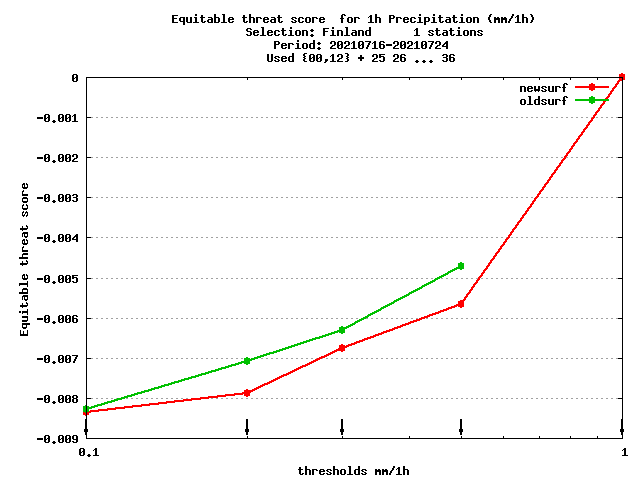 Equitable threat score  for 1h Precipitation (mm/1h)
Selection: Finland      1 stations
Period: 20210716-20210724
Used {00,12} + 25 26 ... 36
newsurf
oldsurf
0
-0.001
-0.002
-0.003
-0.004
-0.005
-0.006
-0.007
-0.008
-0.009
Equitable threat score
0.1
1
thresholds mm/1h